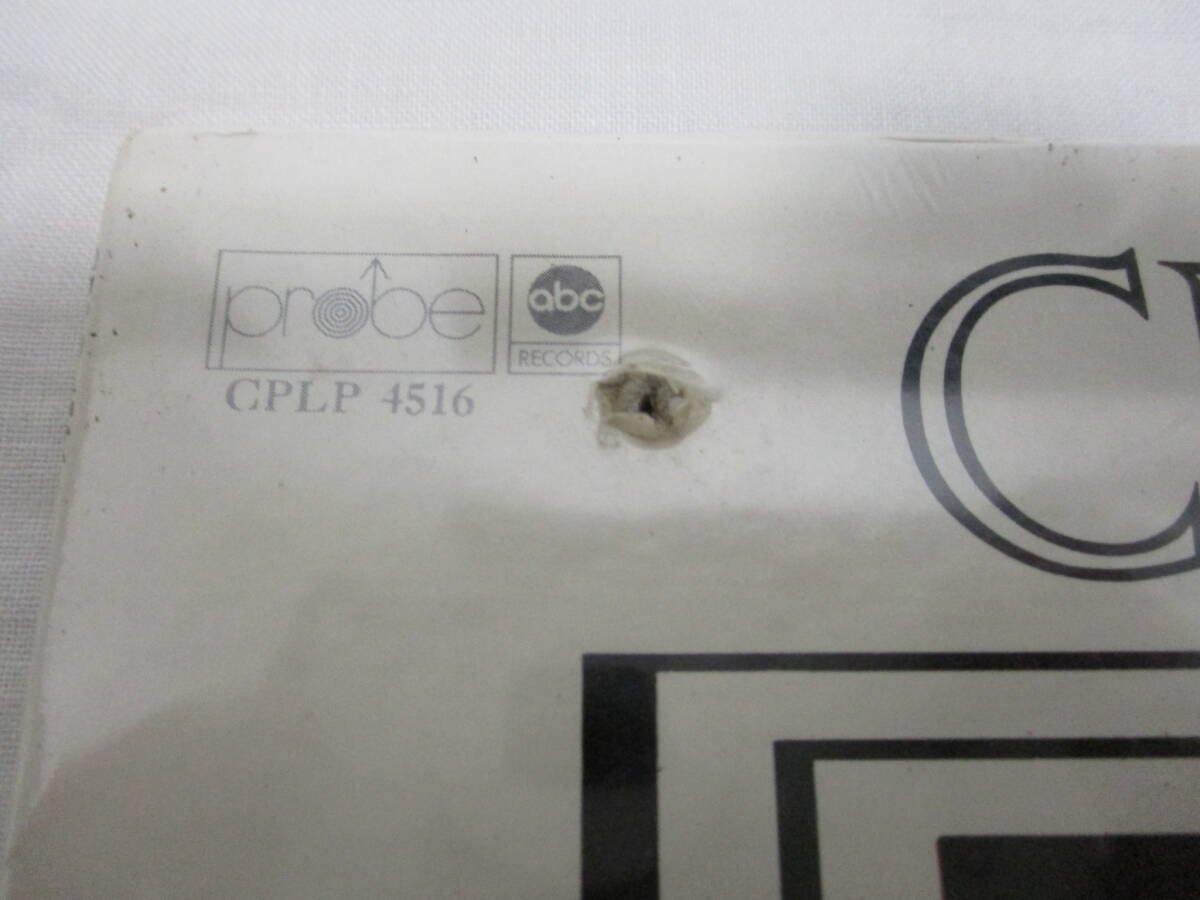 probe
abc
RECORDS
CPLP 4516
C